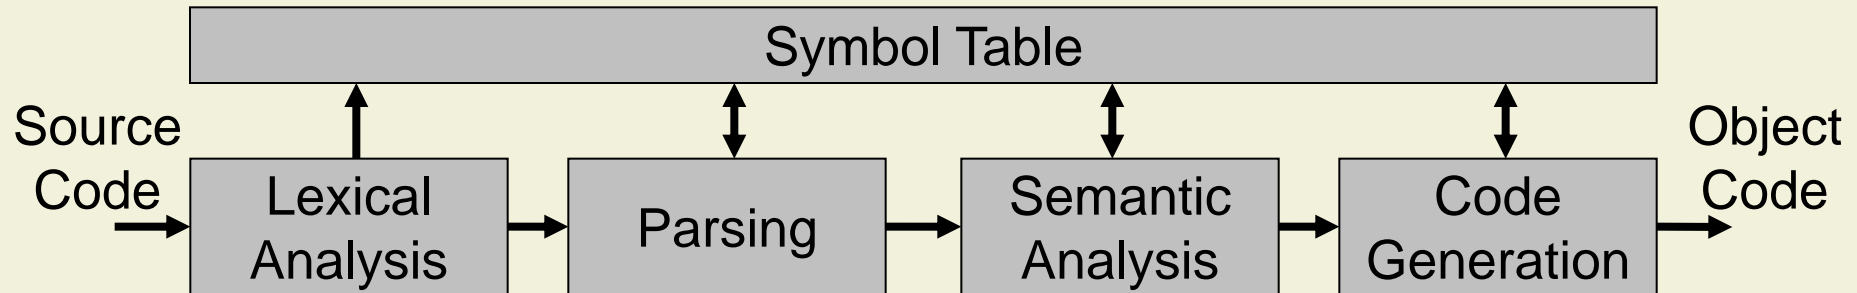 Symbol Table
Source
Code
Lexical
Analysis
Parsing
Semantic
Analysis
Code
Generation
Object
Code